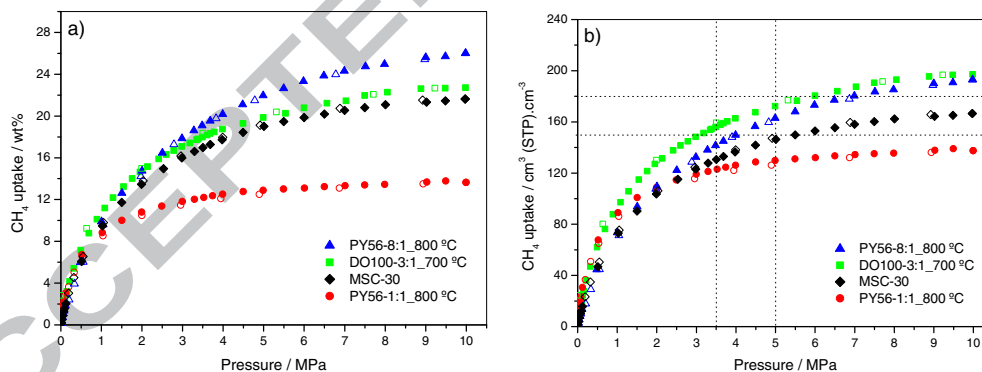 a)
CH4 uptake / wt%
28
24
20
16
12
8
4
0
0 1 2 3 4 5 6 7 8 9 10
Pressure / MPa
PY56-8:1_800 ºC
DO100-3:1_700 ºC
MSC-30
PY56-1:1_800 ºC
b)
CH4 uptake / cm3 (STP).cm-3
240
200
160
120
80
40
0
0 1 2 3 4 5 6 7 8 9 10
Pressure / MPa
PY56-8:1_800 ºC
DO100-3:1_700 ºC
MSC-30
PY56-1:1_800 ºC
CCEPTE